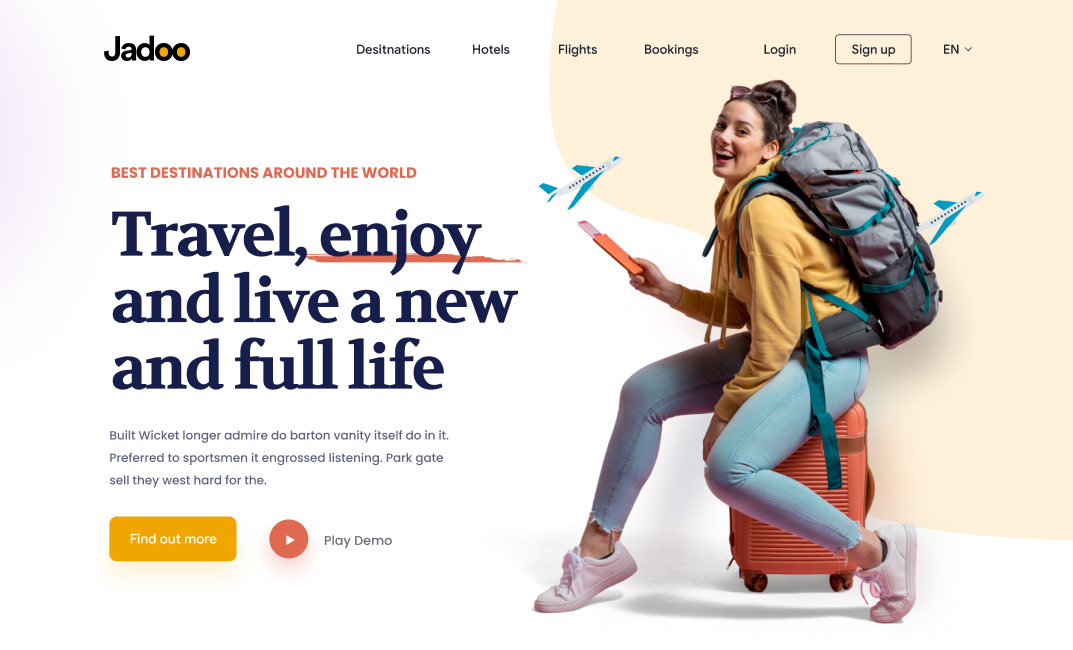 Jadoo
Desitnations Hotels Flights Bookings Login Sign up EN
BEST DESTINATIONS AROUND THE WORLD
Travel, enjoy
and live a new
and full life
Built Wicket longer admire do barton vanity itself do in it.
Preferred to sportsmen it engrossed listening. Park gate
sell they west hard for the.
Find out more Play Demo